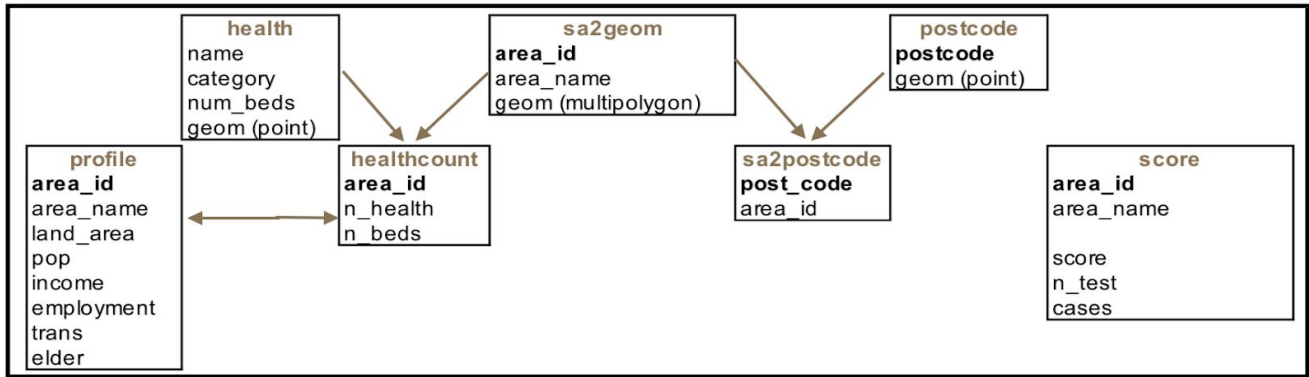 health
name
category
num_beds
geom (point)
sa2geom
area_id
area_name
geom (multipolygon)
postcode
postcode
geom (point)
profile
area_id
area_name
land_area
pop
income
employment
trans
elder
healthcount
area_id
n_health
n_beds
sa2postcode
post_code
area_id
score
area_id
area_name
score
n_test
cases